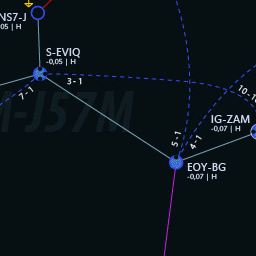 NS7-J
05 | H
S-EVIQ
-0,05 | H
3 - 1
7 - 1
M-J57M
10 - 10
IG-ZAM
-0,07 | H
5 - 1
4 - 1
EOY-BG
-0,07 | H